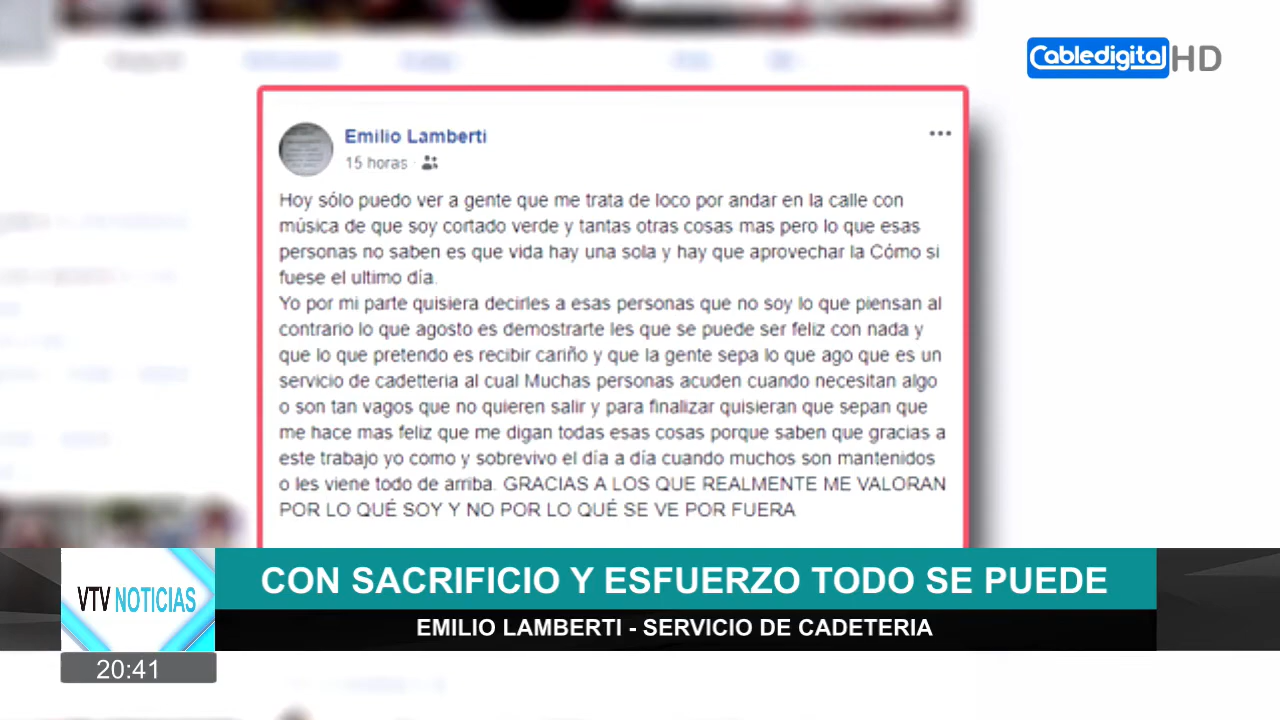 Cabledigital HD
Emilio Lamberti
15 horas ·
Hoy sólo puedo ver a gente que me trata de loco por andar en la calle con
música de que soy cortado verde y tantas otras cosas mas pero lo que esas
personas no saben es que vida hay una sola y hay que aprovechar la Cómo si
fuese el ultimo día.
Yo por mi parte quisiera decirles a esas personas que no soy lo que piensan al
contrario lo que agosto es demostrarte les que se puede ser feliz con nada y
que lo que pretendo es recibir cariño y que la gente sepa lo que ago que es un
servicio de cadetteria al cual Muchas personas acuden cuando necesitan algo
o son tan vagos que no quieren salir y para finalizar quisieran que sepan que
me hace mas feliz que me digan todas esas cosas porque saben que gracias a
este trabajo yo como y sobrevivo el día a día cuando muchos son mantenidos
o les viene todo de arriba. GRACIAS A LOS QUE REALMENTE ME VALORAN
POR LO QUÉ SOY Y NO POR LO QUÉ SE VE POR FUERA
VTV NOTICIAS
CON SACRIFICIO Y ESFUERZO TODO SE PUEDE
EMILIO LAMBERTI - SERVICIO DE CADETERIA
20:41